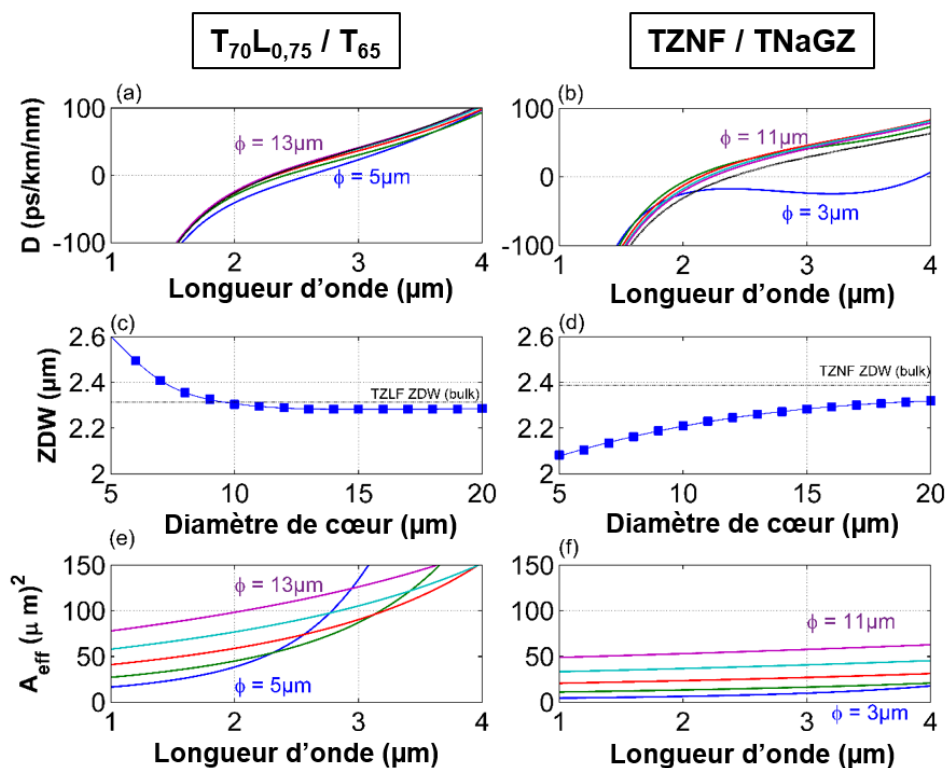 T70L0,75 / T65
TZNF / TNaGZ
(a)
D (ps/km/nm)
100
0
-100
ϕ = 13µm
ϕ = 5µm
1 2 3 4
Longueur d'onde (µm)
(b)
100
0
-100
ϕ = 11µm
ϕ = 3µm
1 2 3 4
Longueur d'onde (µm)
(c)
ZDW (µm)
2.6
2.4
2.2
2
TZLF ZDW (bulk)
5 10 15 20
Diamètre de cœur (µm)
(d)
2.6
2.4
2.2
2
TZNF ZDW (bulk)
5 10 15 20
Diamètre de cœur (µm)
(e)
Aeff (µ m)2
150
100
50
0
ϕ = 13µm
ϕ = 5µm
1 2 3 4
Longueur d'onde (µm)
(f)
150
100
50
0
ϕ = 11µm
ϕ = 3µm
1 2 3 4
Longueur d'onde (µm)